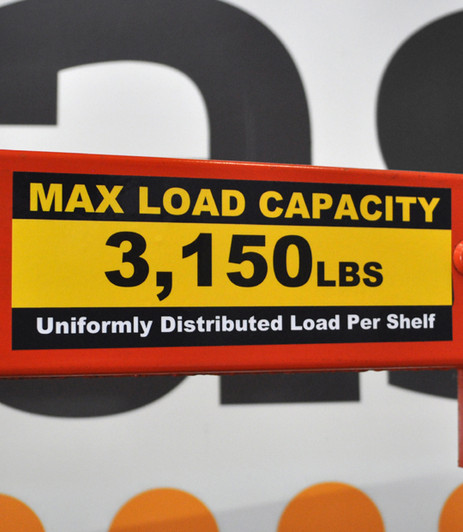 MAX LOAD CAPACITY
3,150LBS
Uniformly Distributed Load Per Shelf